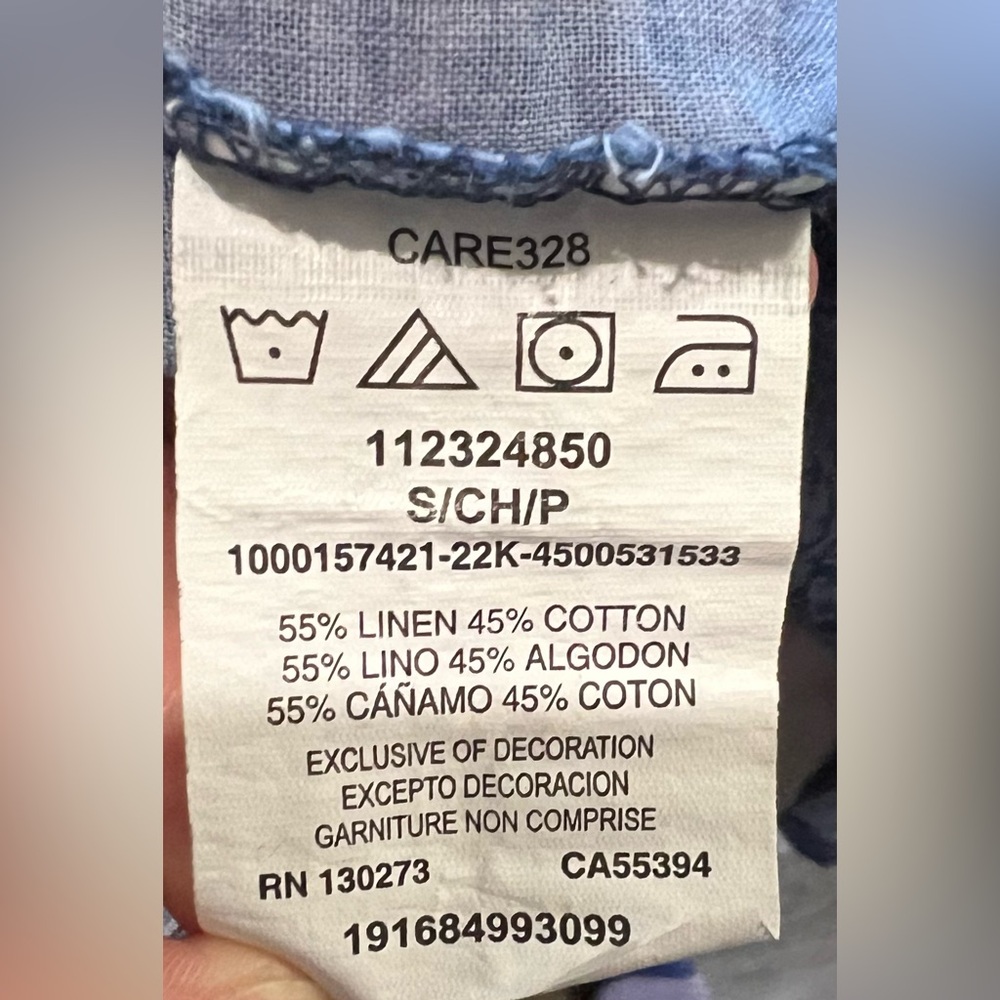 CARE328
112324850
S/CH/P
1000157421-22K-4500531533
55% LINEN 45% COTTON
55% LINO 45% ALGODON
55% CÁÑAMO 45% COTON
EXCLUSIVE OF DECORATION
EXCEPTO DECORACION
GARNITURE NON COMPRISE
RN 130273 CA55394
191684993099